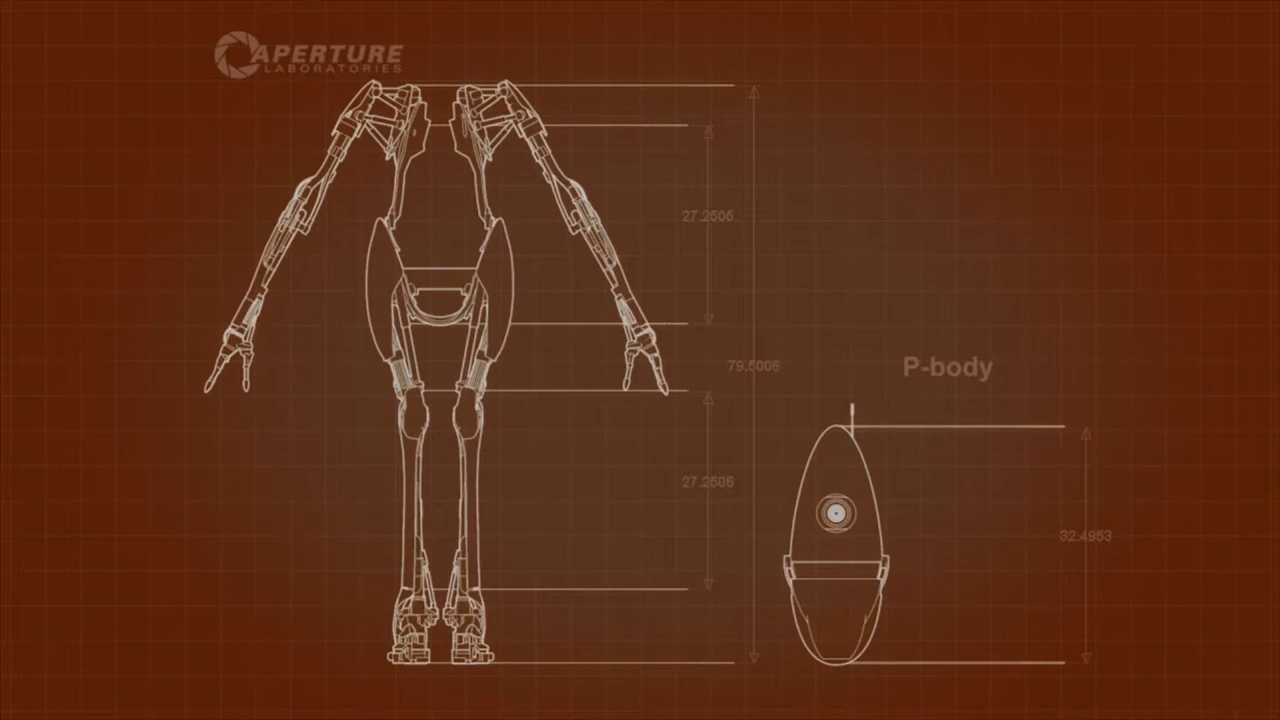 APERTURE
LABORATORIES
27.2505
79.5006
P-body
27.2505
32.4953